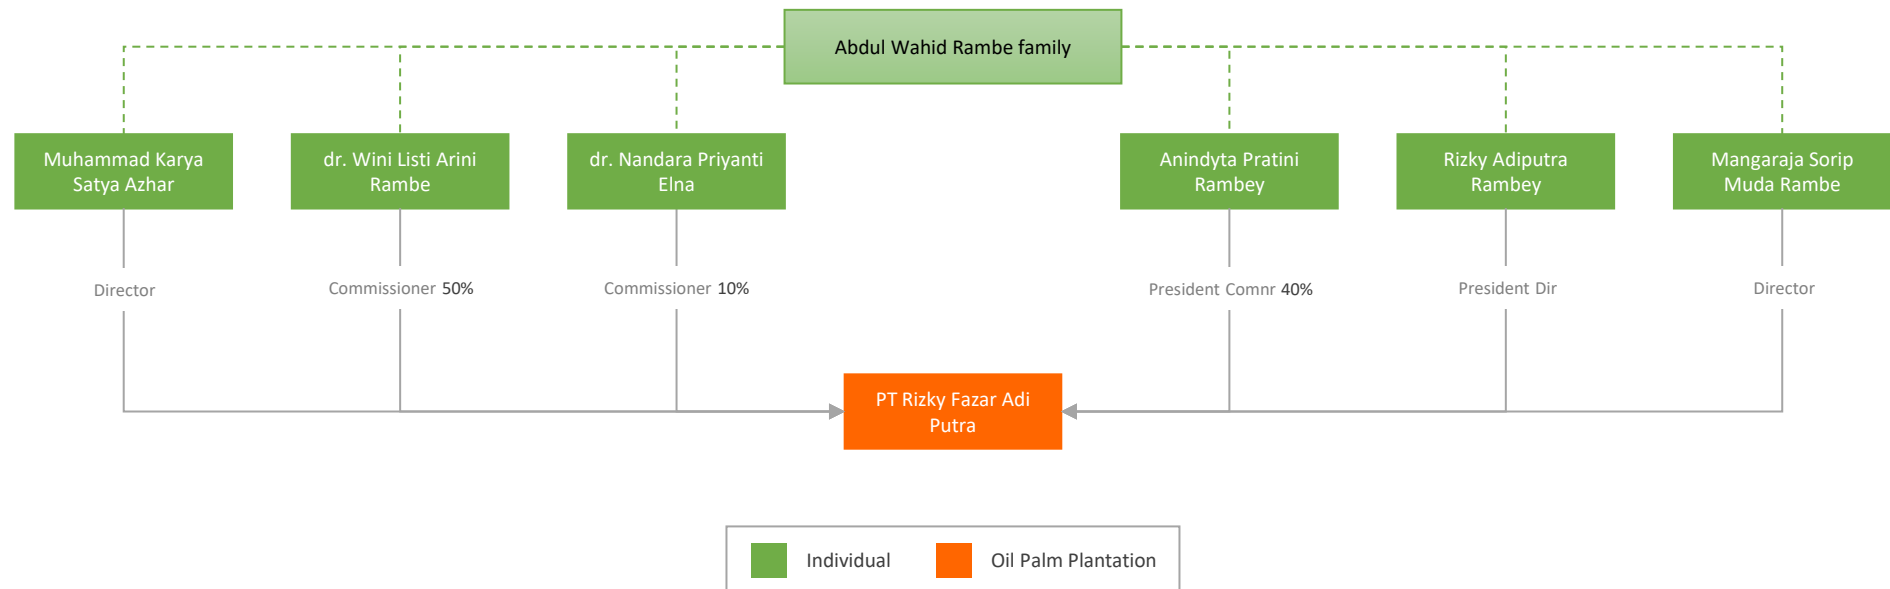 Abdul Wahid Rambe family
Muhammad Karya
Satya Azhar
dr. Wini Listi Arini
Rambe
dr. Nandara Priyanti
Elna
Anindyta Pratini
Rambey
Rizky Adiputra
Rambey
Mangaraja Sorip
Muda Rambe
Director
Commissioner 50%
Commissioner 10%
President Comnr 40%
President Dir
Director
PT Rizky Fazar Adi
Putra
Individual
Oil Palm Plantation